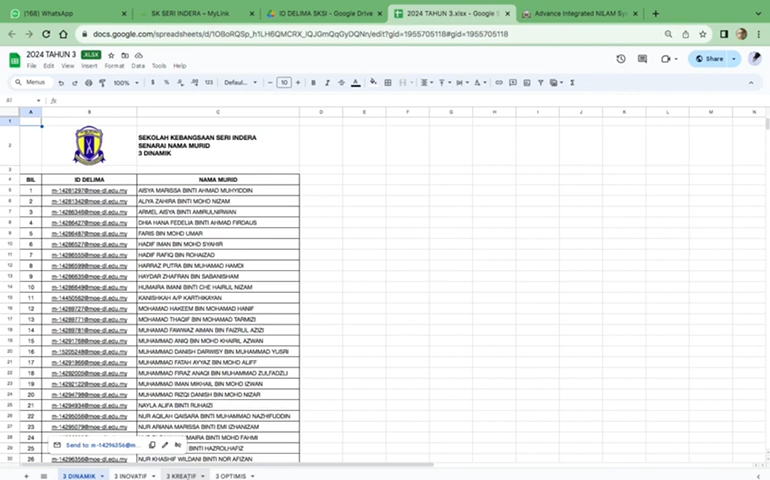 (168) WhatsApp
SK SERI INDERA – MyLink
ID DELIMA SKSI - Google Drive
2024 TAHUN 3.xlsx - Google S
Advance Integrated NILAM Sy
2024 TAHUN 3 .XLSX
File Edit View Insert Format Data Tools Help
Share
Menus 100% $ % .0 .00 123 Defaul... 10 B I A
A B C D E F G H I J K L M N
SEKOLAH KEBANGSAAN SERI INDERA
SENARAI NAMA MURID
3 DINAMIK
BIL ID DELIMA NAMA MURID
1 m-14281297@moe-dl.edu.my AISYA MARISSA BINTI AHMAD MUHYIDDIN
2 m-14281342@moe-dl.edu.my ALIYA ZAHIRA BINTI MOHD NIZAM
3 m-14286346@moe-dl.edu.my ARMEL AISYA BINTI AMIRULNIRWAN
4 m-14286427@moe-dl.edu.my DHIA HANA FEDELIA BINTI AHMAD FIRDAUS
5 m-14286487@moe-dl.edu.my FARIS BIN MOHD UMAR
6 m-14286527@moe-dl.edu.my HADIF IMAN BIN MOHD SYAHIR
7 m-14286555@moe-dl.edu.my HADIF RAFIQ BIN ROHAIZAD
8 m-14286599@moe-dl.edu.my HARRAZ PUTRA BIN MUHAMAD HAMDI
9 m-14286635@moe-dl.edu.my HAYDAR ZHAFRAN BIN SABANISHAM
10 m-14286649@moe-dl.edu.my HUMAIRA IMANI BINTI CHE HAIRUL NIZAM
11 m-14450562@moe-dl.edu.my KANISHKAH A/P KARTHIKAYAN
12 m-14289727@moe-dl.edu.my MOHAMAD HAKEEM BIN MOHAMAD HANIF
13 m-14289771@moe-dl.edu.my MOHAMAD THAQIF BIN MOHAMAD TARMIZI
14 m-14289781@moe-dl.edu.my MUHAMMAD FAWWAZ AIMAN BIN FAIZRUL AZIZI
15 m-14291768@moe-dl.edu.my MUHAMMAD ANIQ BIN MOHD KHAIRIL AZWAN
16 m-15205248@moe-dl.edu.my MUHAMMAD DANISH DARWISY BIN MUHAMMAD YUSRI
17 m-14291966@moe-dl.edu.my MUHAMMAD FATAH AYYAZ BIN MOHD ALIFF
18 m-14292009@moe-dl.edu.my MUHAMMAD FIRAZ ANAQI BIN MUHAMMAD ZULFADZLI
19 m-14292122@moe-dl.edu.my MUHAMMAD IMAN MIKHAIL BIN MOHD IZWAN
20 m-14294799@moe-dl.edu.my MUHAMMAD RIZQI DANISH BIN MOHD NIZAR
21 m-14294934@moe-dl.edu.my NAYLA ALIFA BINTI RUHAIZI
22 m-14295058@moe-dl.edu.my NUR AQILAH QAISARA BINTI MUHAMMAD NAZHIFUDDIN
23 m-14295079@moe-dl.edu.my NUR ARIANA MARISSA BINTI EMI IZHANIZAM
24 MAIRA BINTI MOHD FAHMI
Send to m-14296356@m...
25 BINTI HAZROLHAFIZ
26 m-14296356@moe-dl.edu.my NUR KHASHIF WILDANI BINTI NOR AFIZAN
3 DINAMIK 3 INOVATIF 3 KREATIF 3 OPTIMIS